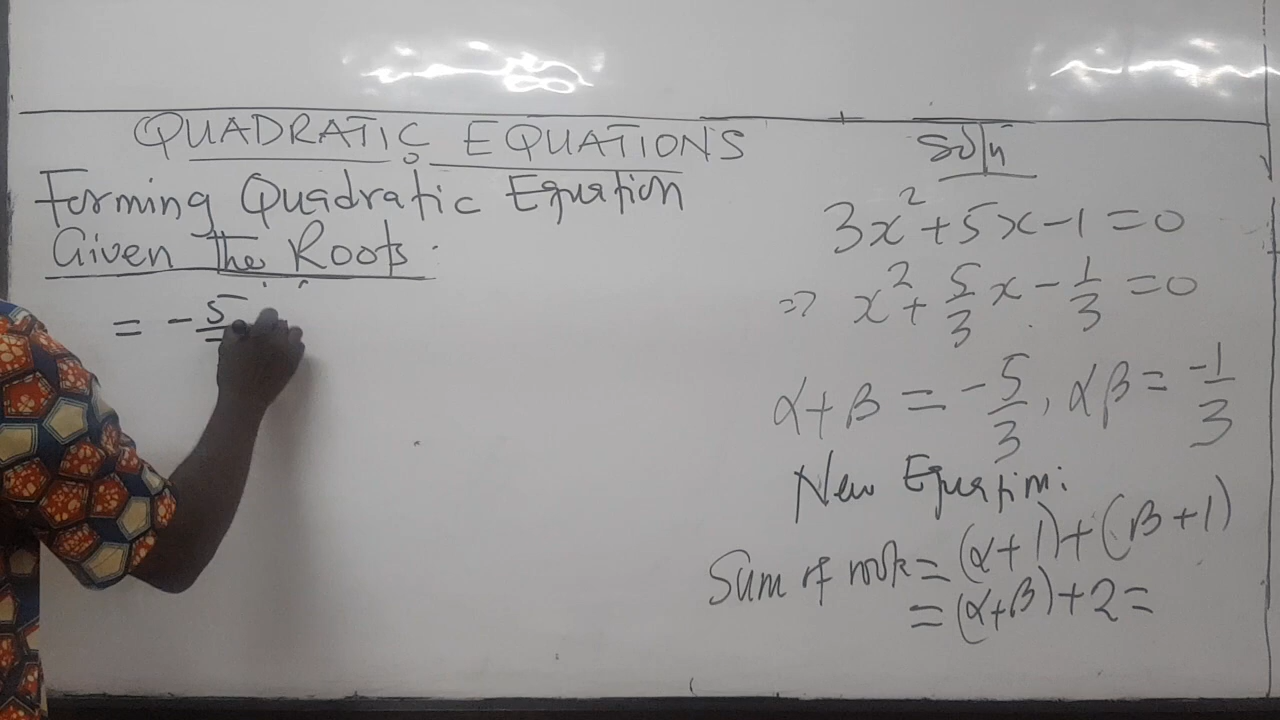 QUADRATIC EQUATIONS
Forming Quadratic Equation
Given the Roots.
= -5/
Soln
3x² + 5x - 1 = 0
=> x² + 5/3 x - 1/3 = 0
α+β = -5/3, αβ = -1/3
New Equation:
Sum of roots = (α+1)+(β+1)
= (α+β)+2 =